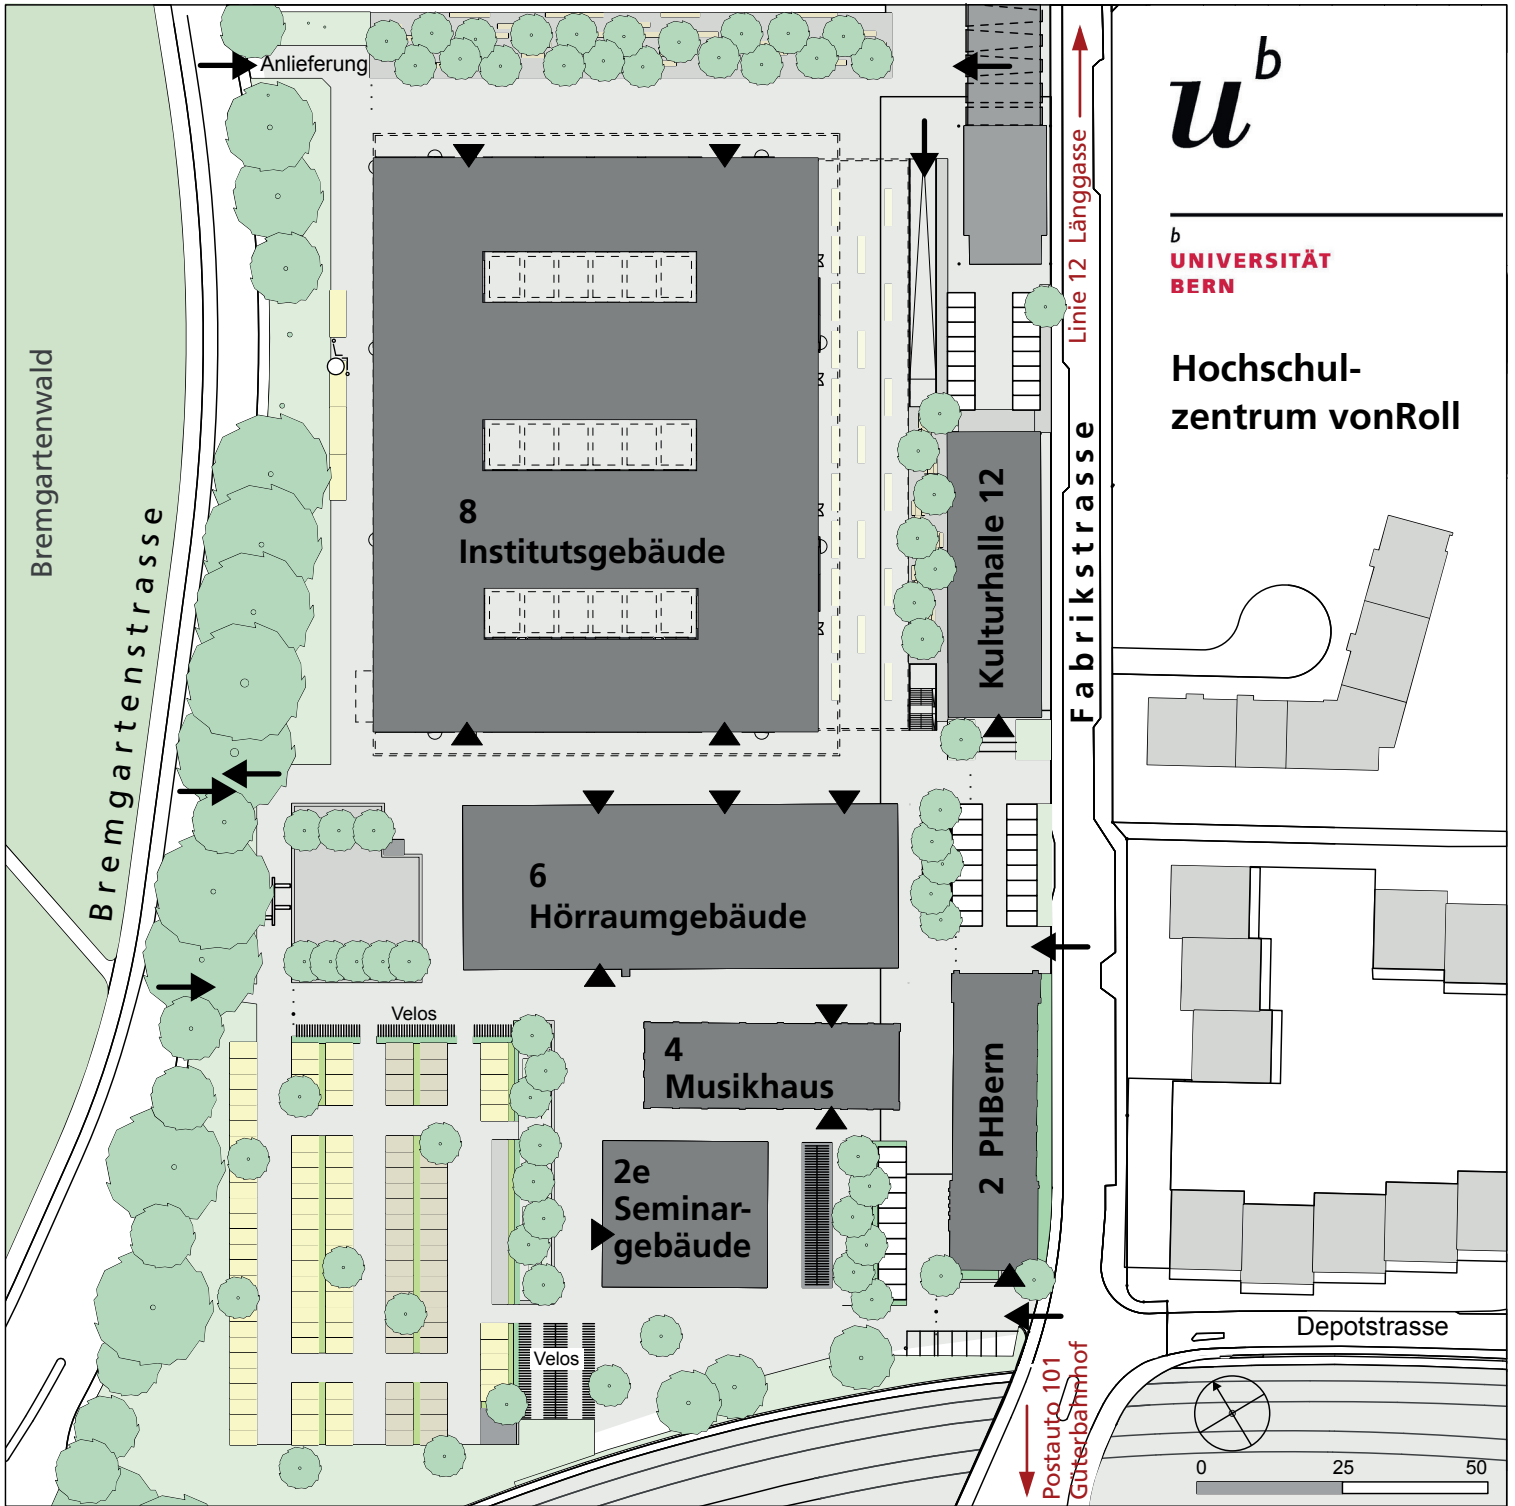 Anlieferung
Bremgartenwald
Bremgartenstrasse
8
Institutsgebäude
Kulturhalle 12
Linie 12 Länggasse
Fabrikstrasse
u^b
b
UNIVERSITÄT
BERN
Hochschul-
zentrum vonRoll
6
Hörraumgebäude
Velos
4
Musikhaus
2 PHBern
2e
Seminar-
gebäude
Velos
Depotstrasse
Postauto 101
Güterbahnhof
0 25 50